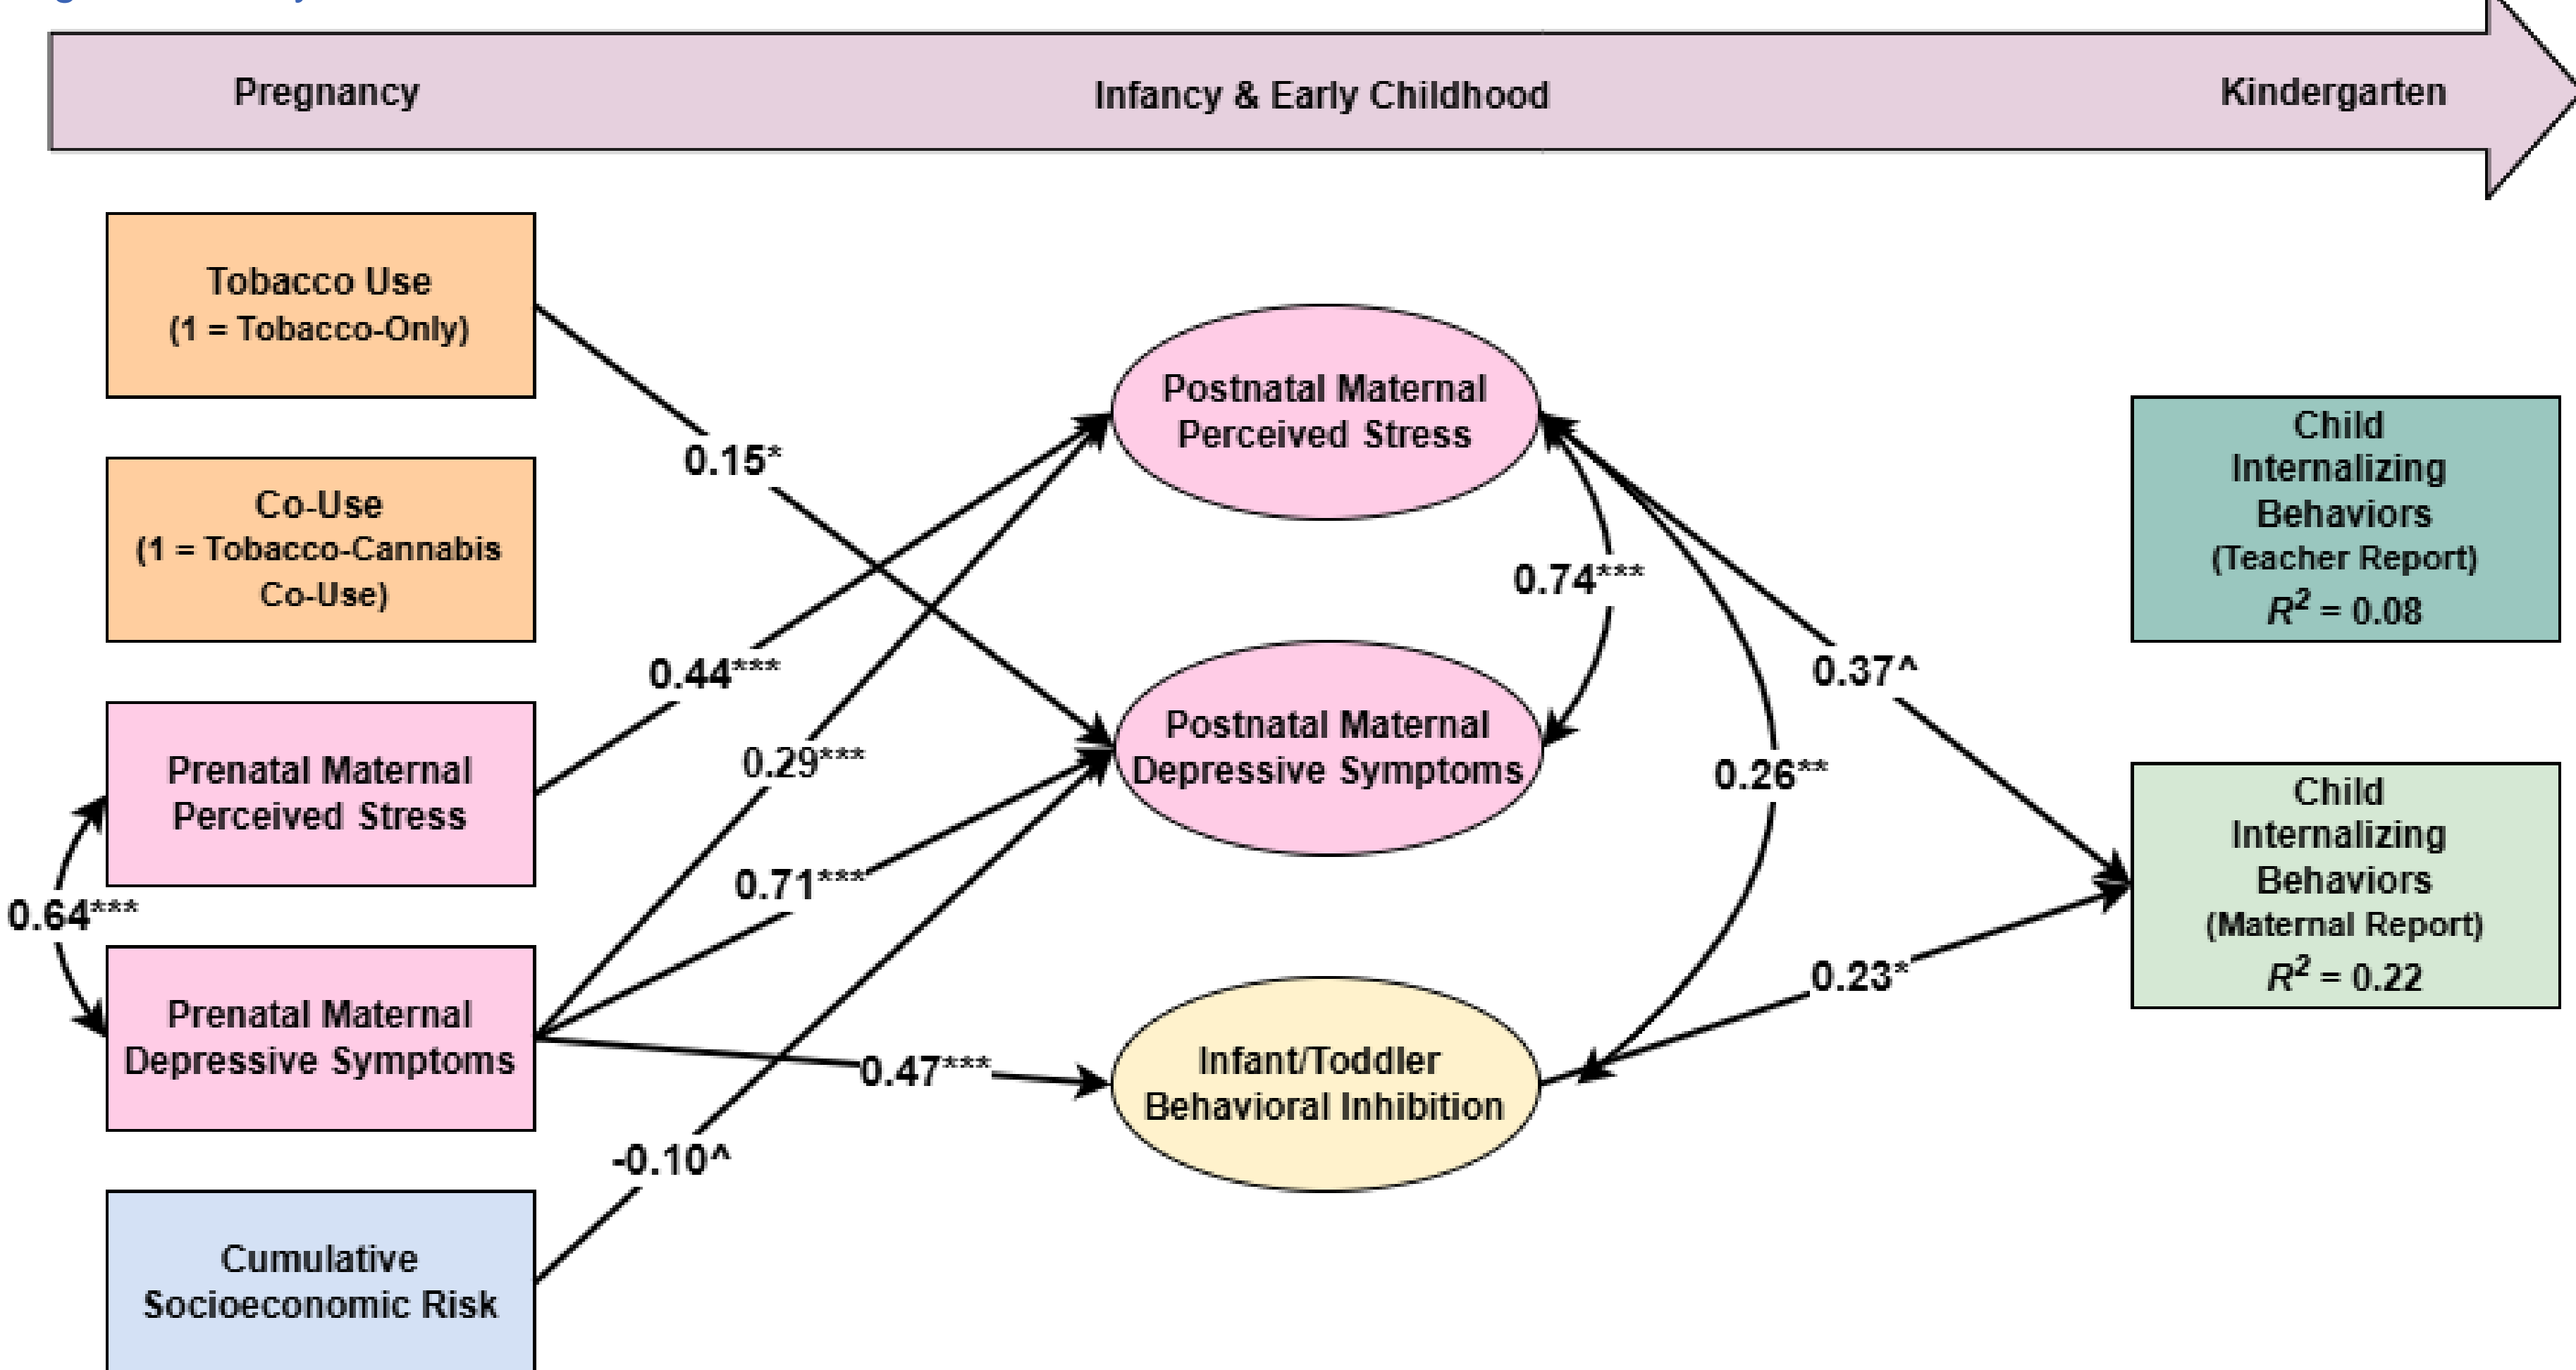 Pregnancy
Infancy & Early Childhood
Kindergarten
Tobacco Use
(1 = Tobacco-Only)
Co-Use
(1 = Tobacco-Cannabis
Co-Use)
Prenatal Maternal
Perceived Stress
Prenatal Maternal
Depressive Symptoms
Cumulative
Socioeconomic Risk
0.64***
0.15*
0.44***
0.29***
0.71***
0.47***
-0.10^
Postnatal Maternal
Perceived Stress
Postnatal Maternal
Depressive Symptoms
Infant/Toddler
Behavioral Inhibition
0.74***
0.26**
0.37^
0.23*
Child
Internalizing
Behaviors
(Teacher Report)
R² = 0.08
Child
Internalizing
Behaviors
(Maternal Report)
R² = 0.22